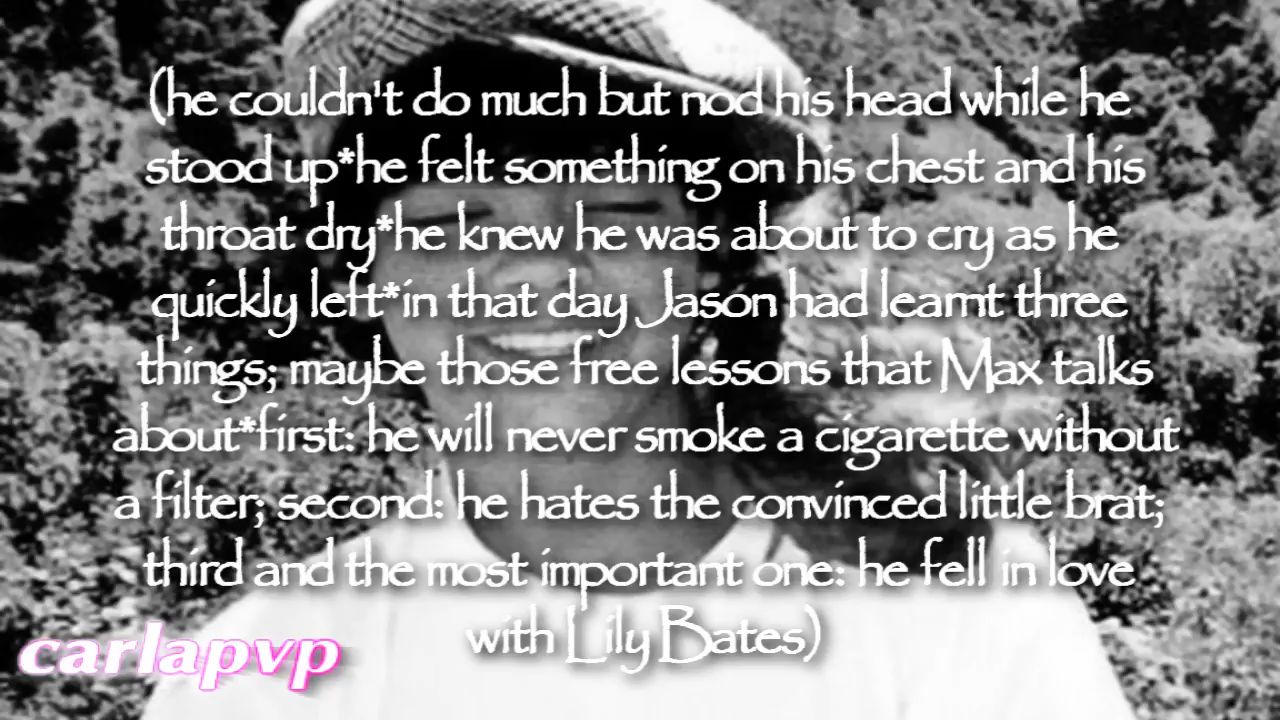 (he couldn't do much but nod his head while he
stood up*he felt something on his chest and his
throat dry*he knew he was about to cry as he
quickly left*in that day Jason had learnt three
things; maybe those free lessons that Max talks
about*first: he will never smoke a cigarette without
a filter; second: he hates the convinced little brat;
third and the most important one: he fell in love
with Lily Bates)
carlapvp